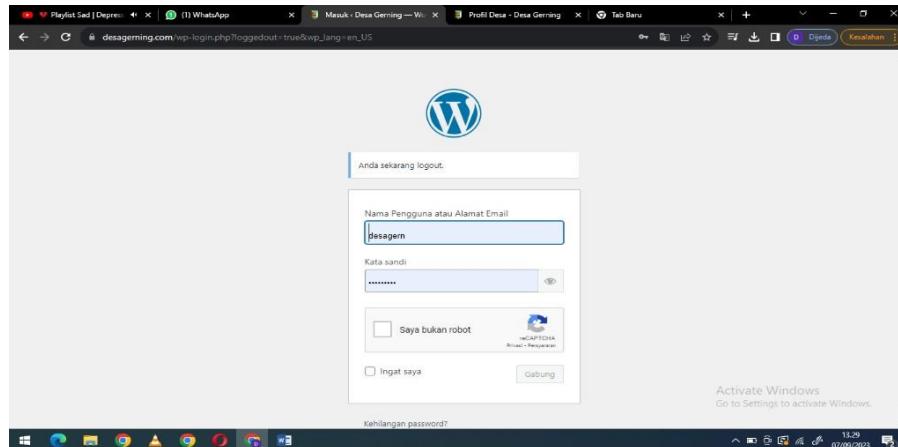 Playlist Sad | Depres
(1) WhatsApp
Masuk ‹ Desa Gerning — Wo
Profil Desa - Desa Gerning
Tab Baru
desagerning.com/wp-login.php?loggedout=true&wp_lang=en_US
Dijeda
Kesalahan
Anda sekarang logout.
Nama Pengguna atau Alamat Email
desagern
Kata sandi
Saya bukan robot
reCAPTCHA
Privasi - Persyaratan
Ingat saya
Gabung
Kehilangan password?
Activate Windows
Go to Settings to activate Windows.
13.29
07/09/2023